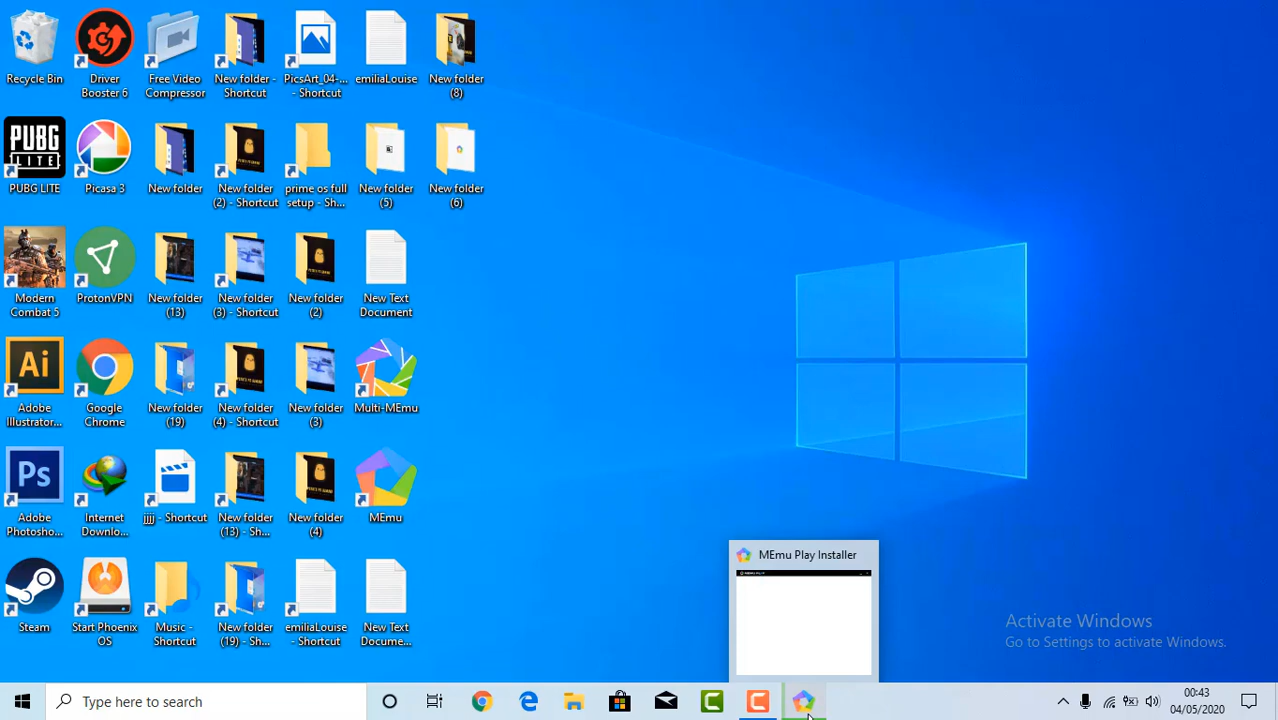 Recycle Bin
Driver
Booster 6
Free Video
Compressor
New folder -
Shortcut
PicsArt_04-...
- Shortcut
emiliaLouise
New folder
(8)
PUBG
LITE
PUBG LITE
Picasa 3
New folder
New folder
(2) - Shortcut
prime os full
setup - Sh...
New folder
(5)
New folder
(6)
Modern
Combat 5
ProtonVPN
New folder
(13)
New folder
(3) - Shortcut
New folder
(2)
New Text
Document
Ai
Adobe
Illustrator...
Google
Chrome
New folder
(19)
New folder
(4) - Shortcut
New folder
(3)
Multi-MEmu
Ps
Adobe
Photosho...
Internet
Downlo...
jjjj - Shortcut
New folder
(13) - Sh...
New folder
(4)
MEmu
Steam
Start Phoenix
OS
Music -
Shortcut
New folder
(19) - Sh...
emiliaLouise
- Shortcut
New Text
Docume...
MEmu Play Installer
Activate Windows
Go to Settings to activate Windows.
Type here to search
00:43
04/05/2020